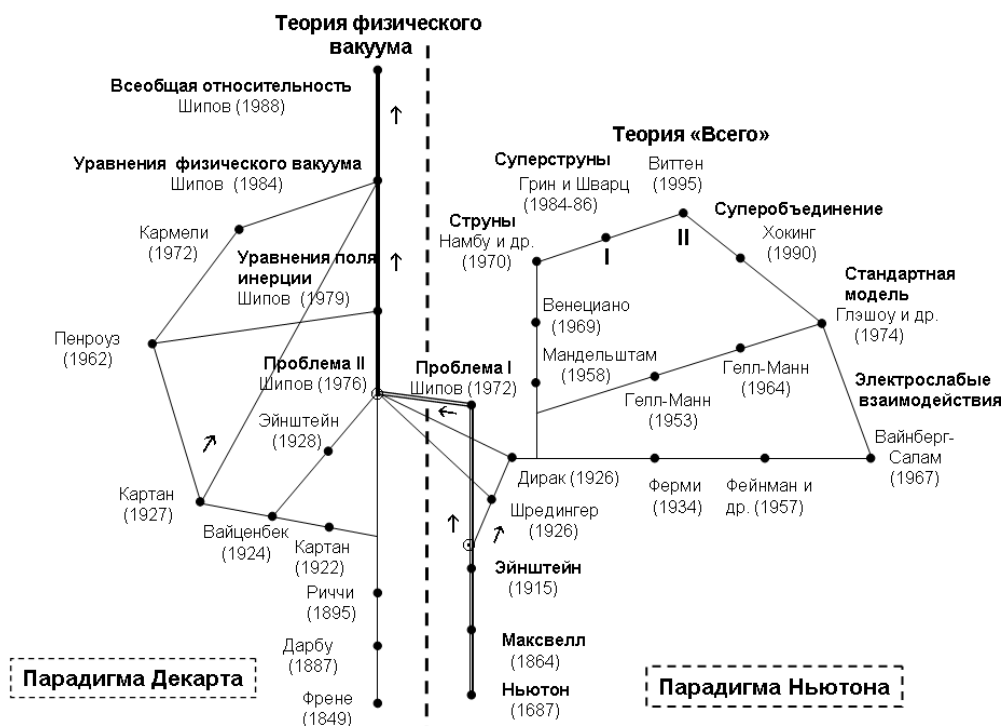 Теория физического
вакуума
Всеобщая относительность
Шипов (1988)
Уравнения физического вакуума
Шипов (1984)
Кармели
(1972)
Уравнения поля
инерции
Шипов (1979)
Пенроуз
(1962)
Проблема II
Шипов (1976)
Эйнштейн
(1928)
Картан
(1927)
Вайценбек
(1924)
Картан
(1922)
Риччи
(1895)
Дарбу
(1887)
Френе
(1849)
Парадигма Декарта
Теория «Всего»
Суперструны
Грин и Шварц
(1984-86)
Виттен
(1995)
Струны
Намбу и др.
(1970)
I
II
Суперобъединение
Хокинг
(1990)
Стандартная
модель
Глэшоу и др.
(1974)
Венециано
(1969)
Мандельштам
(1958)
Гелл-Манн
(1964)
Гелл-Манн
(1953)
Электрослабые
взаимодействия
Вайнберг-
Салам
(1967)
Проблема I
Шипов (1972)
Дирак (1926)
Ферми
(1934)
Фейнман и
др. (1957)
Шредингер
(1926)
Эйнштейн
(1915)
Максвелл
(1864)
Ньютон
(1687)
Парадигма Ньютона